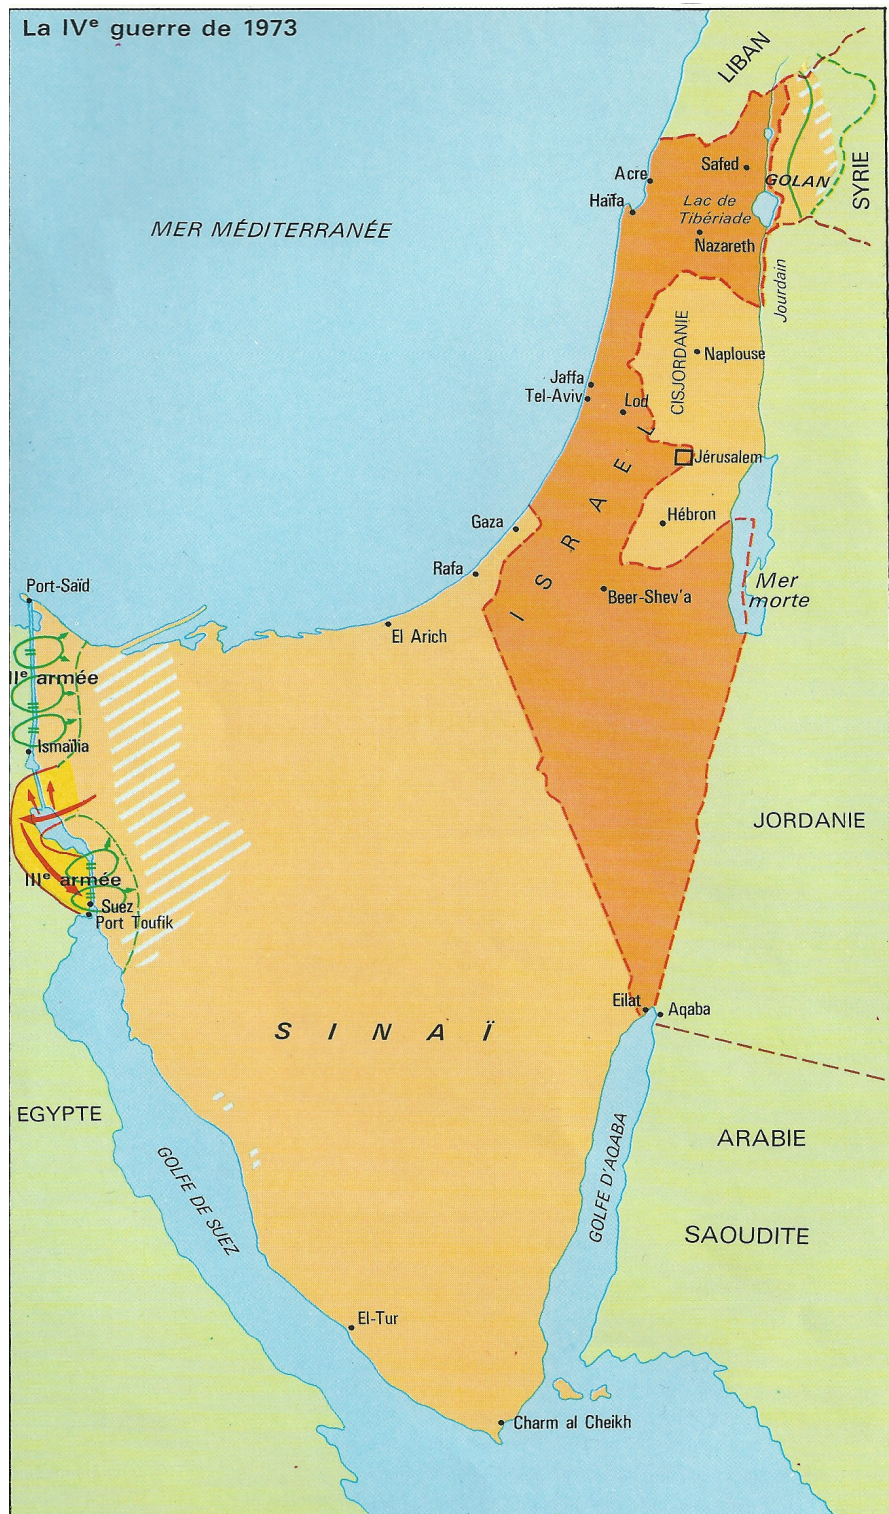 La IVe guerre de 1973
LIBAN
SYRIE
Safed
Acre
GOLAN
Haïfa
Lac de
Tibériade
MER MÉDITERRANÉE
Nazareth
Jourdain
CISJORDANIE
Naplouse
Jaffa
Tel-Aviv
Lod
ISRAEL
Jérusalem
Gaza
Hébron
Rafa
Port-Saïd
Mer
morte
Beer-Shev'a
El Arich
IIe armée
Ismaïlia
JORDANIE
IIIe armée
Suez
Port Toufik
Eilat
Aqaba
SINAÏ
EGYPTE
GOLFE D'AQABA
ARABIE
SAOUDITE
GOLFE DE SUEZ
El-Tur
Charm al Cheikh